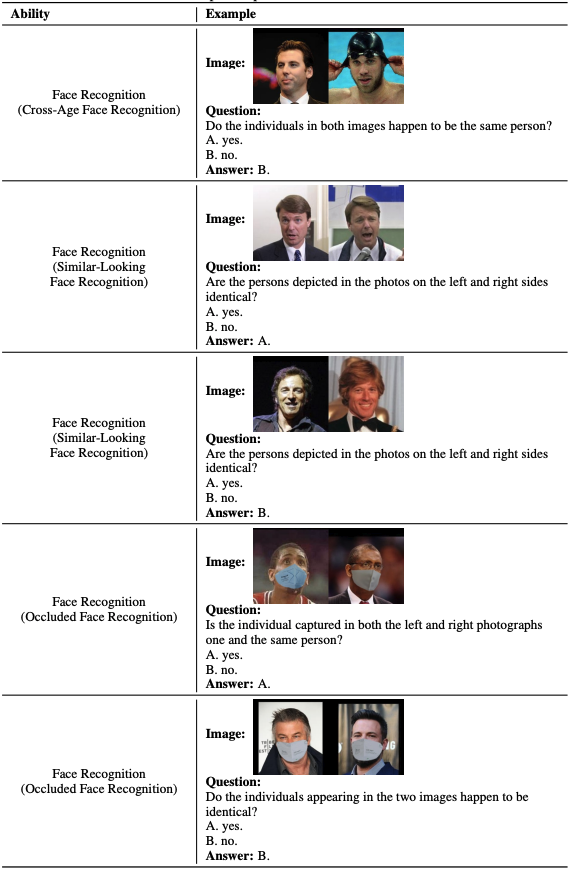 Ability Example
Face Recognition
(Cross-Age Face Recognition)
Image:
Question:
Do the individuals in both images happen to be the same person?
A. yes.
B. no.
Answer: B.
Face Recognition
(Similar-Looking
Face Recognition)
Image:
Question:
Are the persons depicted in the photos on the left and right sides
identical?
A. yes.
B. no.
Answer: A.
Face Recognition
(Similar-Looking
Face Recognition)
Image:
Question:
Are the persons depicted in the photos on the left and right sides
identical?
A. yes.
B. no.
Answer: B.
Face Recognition
(Occluded Face Recognition)
Image:
Question:
Is the individual captured in both the left and right photographs
one and the same person?
A. yes.
B. no.
Answer: A.
Face Recognition
(Occluded Face Recognition)
Image:
Question:
Do the individuals appearing in the two images happen to be
identical?
A. yes.
B. no.
Answer: B.